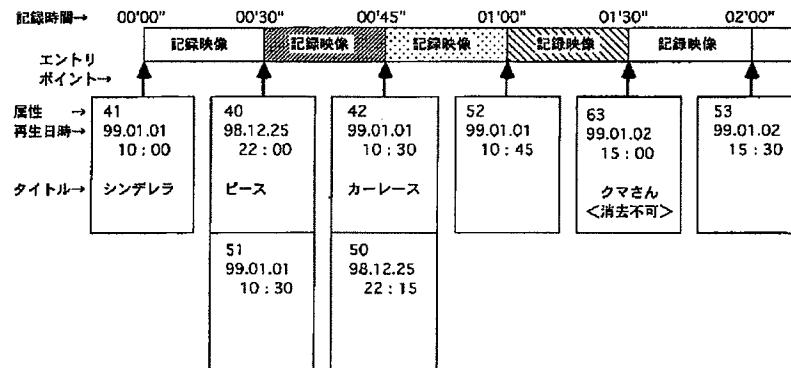 記録時間→ 00'00" 00'30" 00'45" 01'00" 01'30" 02'00"
記録映像 記録映像 記録映像 記録映像 記録映像
エントリ
ポイント→
属性 → 41 40 42 52 63 53
再生日時→ 99.01.01 98.12.25 99.01.01 99.01.01 99.01.02 99.01.02
10:00 22:00 10:30 10:45 15:00 15:30
タイトル→ シンデレラ ピース カーレース クマさん
<消去不可>
51 50
99.01.01 98.12.25
10:30 22:15